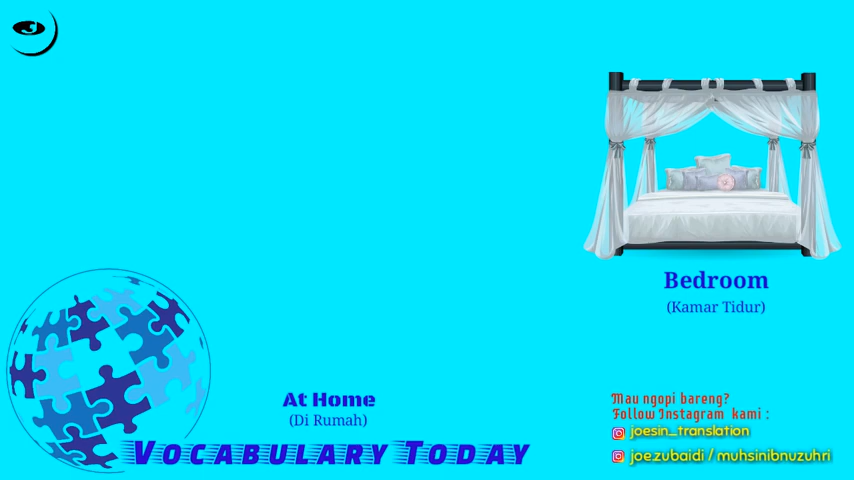 Bedroom
(Kamar Tidur)
At Home
(Di Rumah)
VOCABULARY TODAY
Mau ngopi bareng?
Follow Instagram kami :
joesin_translation
joe.zubaidi / muhsinibnuzuhri